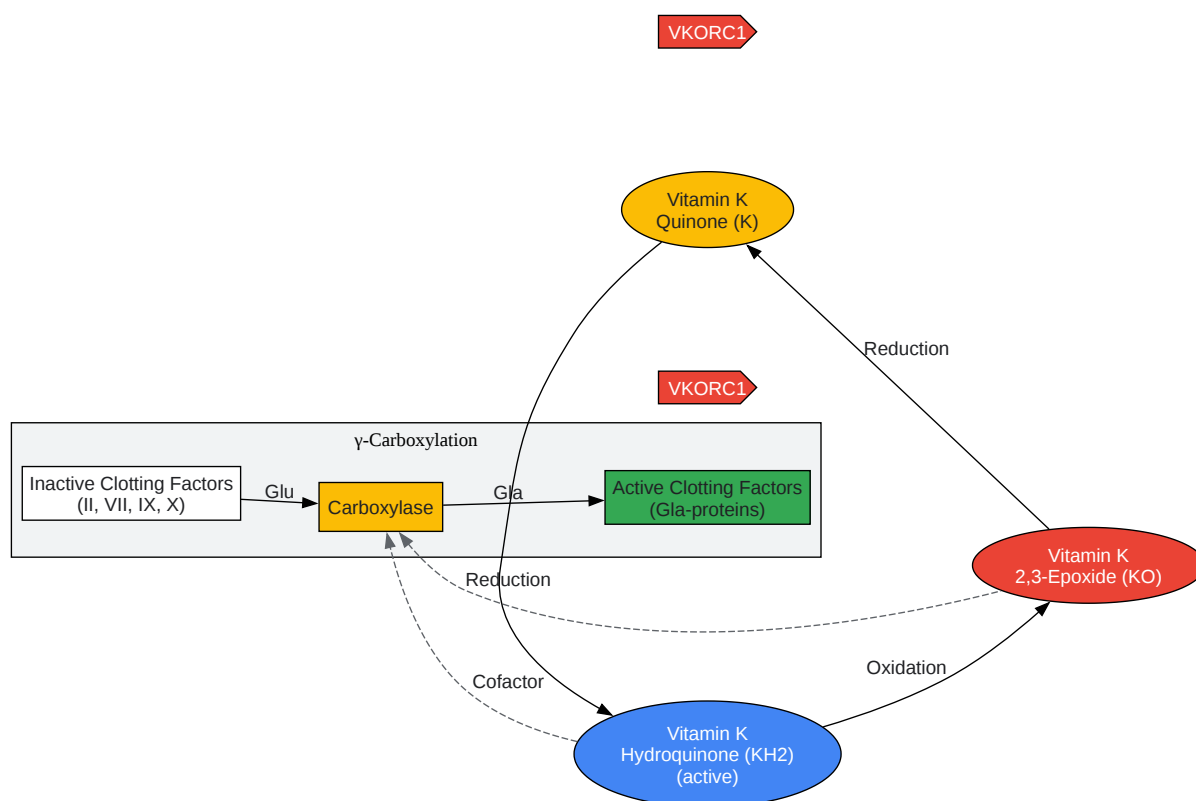 VKORC1
Vitamin K
Quinone (K)
Reduction
VKORC1
γ-Carboxylation
Inactive Clotting Factors
(II, VII, IX, X)
Glu
Carboxylase
Gla
Active Clotting Factors
(Gla-proteins)
Vitamin K
2,3-Epoxide (KO)
Reduction
Oxidation
Cofactor
Vitamin K
Hydroquinone (KH2)
(active)